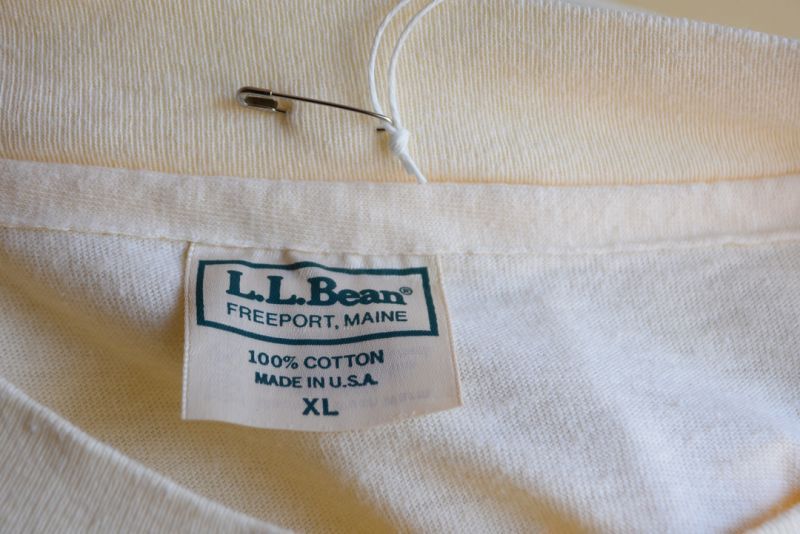 L.L.Bean®
FREEPORT, MAINE
100% COTTON
MADE IN U.S.A.
XL